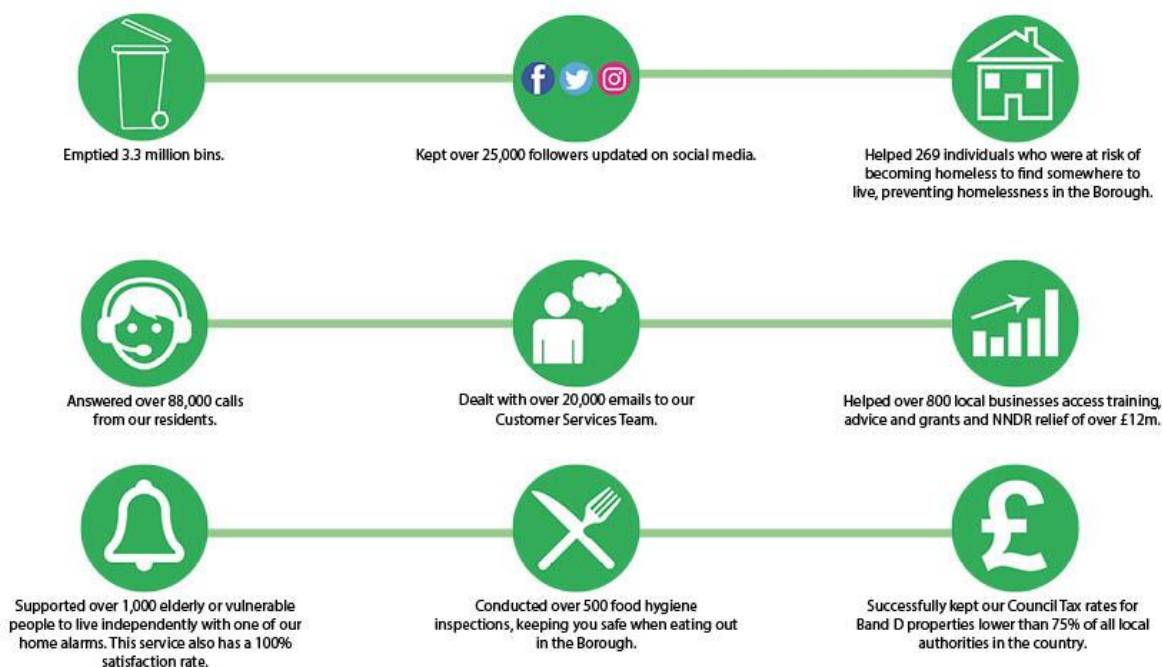 Emptied 3.3 million bins.
Kept over 25,000 followers updated on social media.
Helped 269 individuals who were at risk of
becoming homeless to find somewhere to
live, preventing homelessness in the Borough.
Answered over 88,000 calls
from our residents.
Dealt with over 20,000 emails to our
Customer Services Team.
Helped over 800 local businesses access training,
advice and grants and NNDR relief of over £12m.
Supported over 1,000 elderly or vulnerable
people to live independently with one of our
home alarms. This service also has a 100%
satisfaction rate.
Conducted over 500 food hygiene
inspections, keeping you safe when eating out
in the Borough.
£
Successfully kept our Council Tax rates for
Band D properties lower than 75% of all local
authorities in the country.